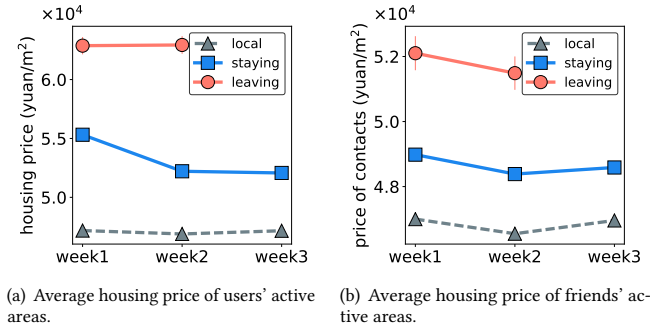 ×10⁴
housing price (yuan/m²)
6.0
5.5
5.0
local
staying
leaving
week1 week2 week3
(a) Average housing price of users’ active
areas.
×10⁴
price of contacts (yuan/m²)
5.2
5.0
4.8
local
staying
leaving
week1 week2 week3
(b) Average housing price of friends’ ac-
tive areas.